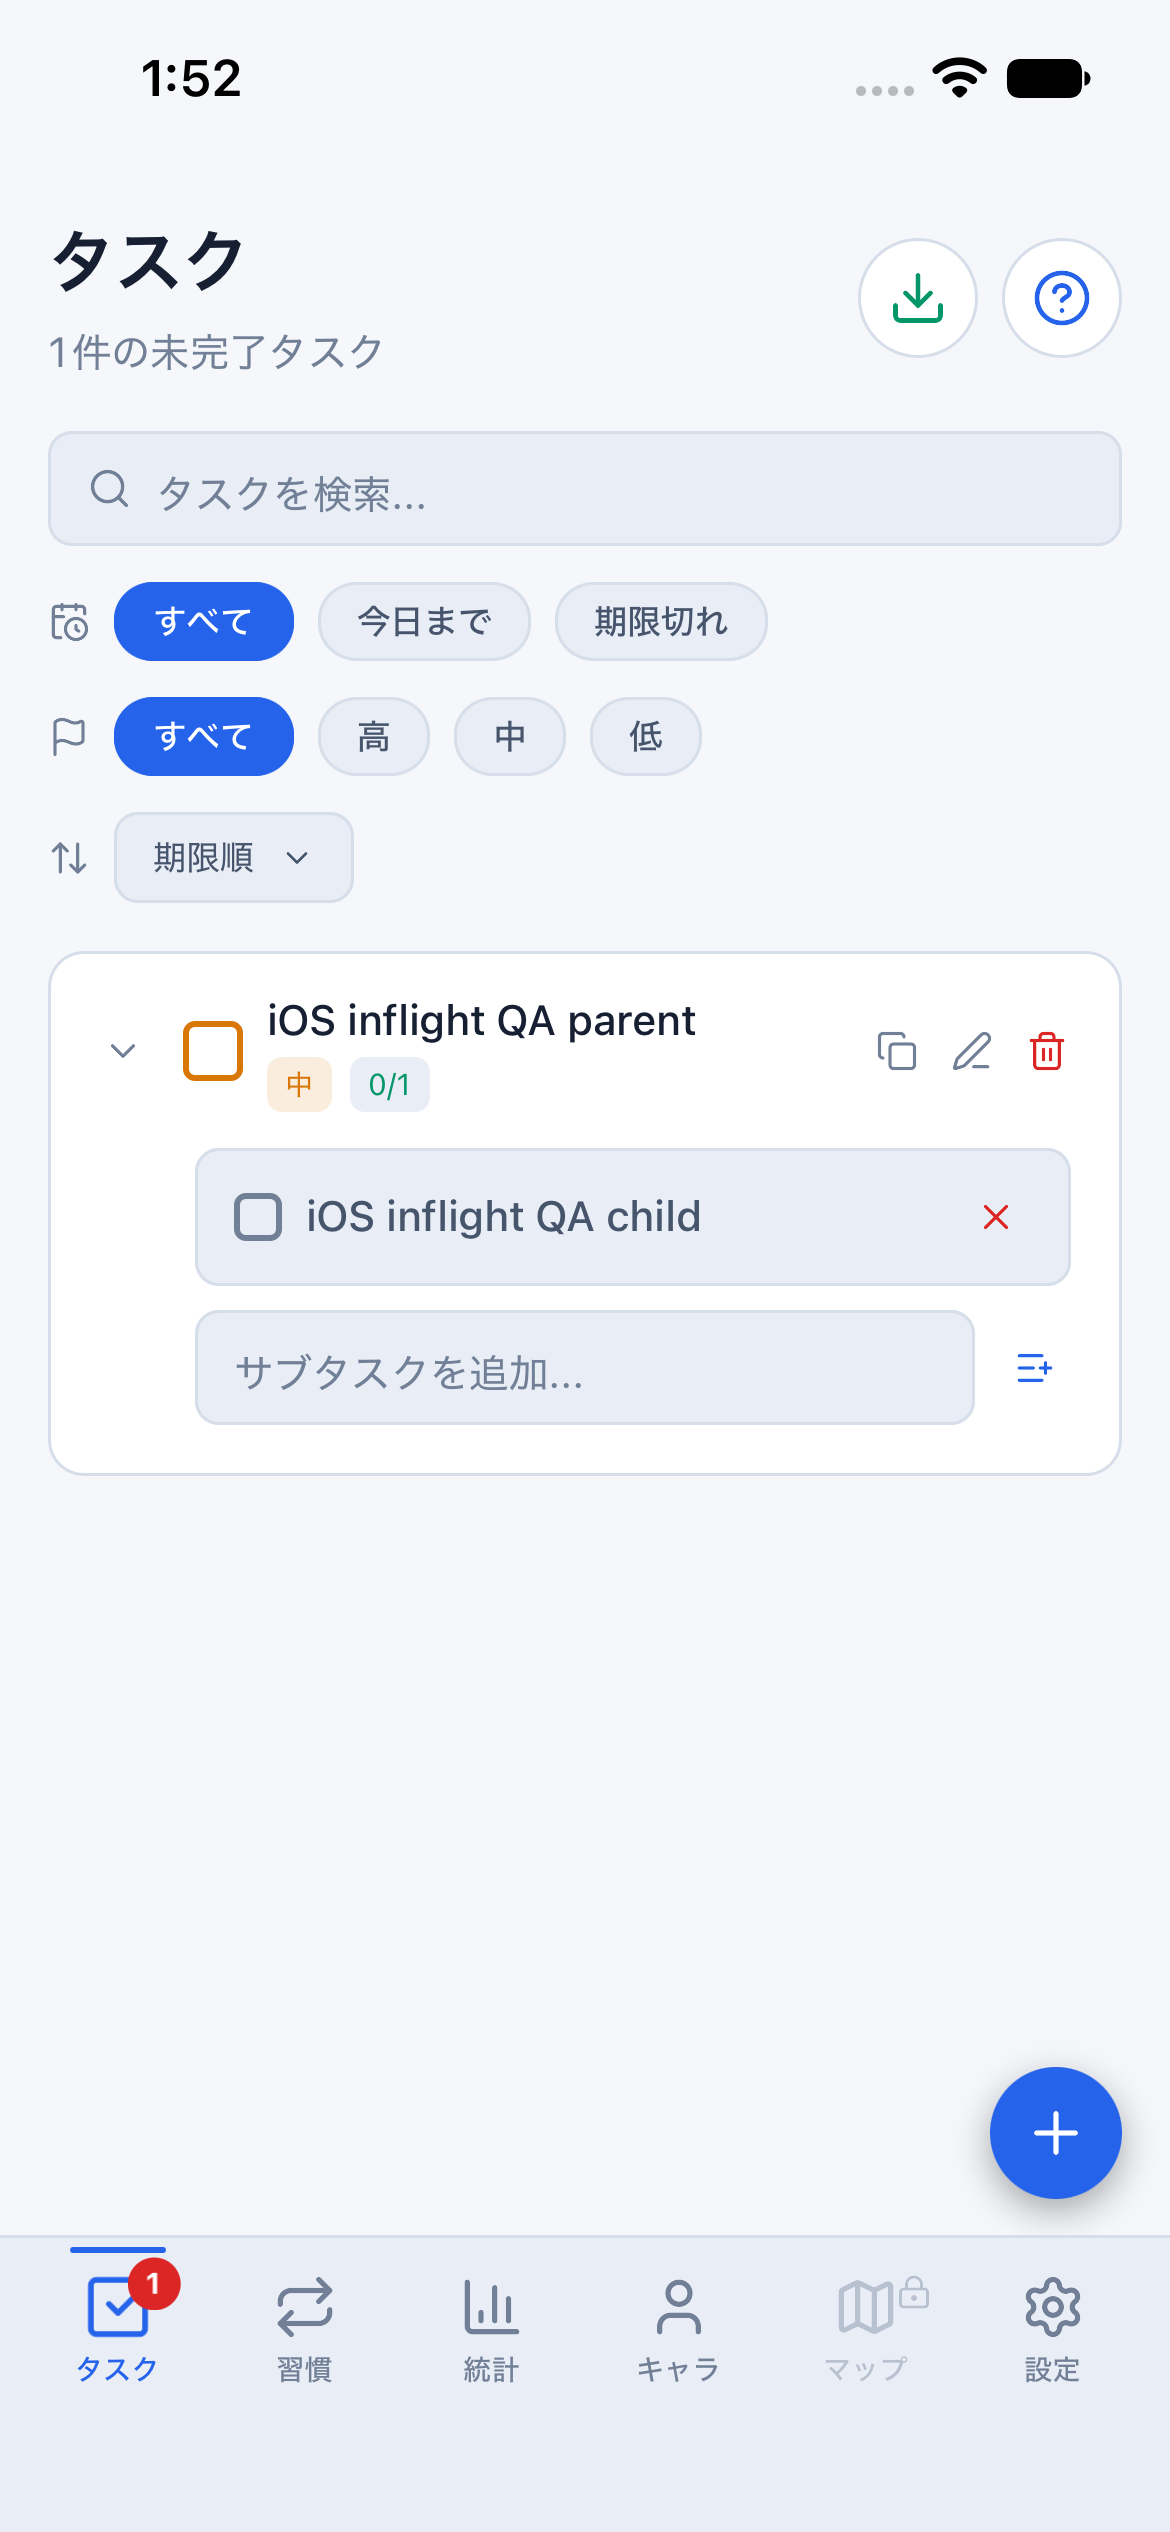 1:52
タスク
1件の未完了タスク
タスクを検索...
すべて 今日まで 期限切れ
すべて 高 中 低
期限順
iOS inflight QA parent
中 0/1
iOS inflight QA child
サブタスクを追加...
1
タスク 習慣 統計 キャラ マップ 設定